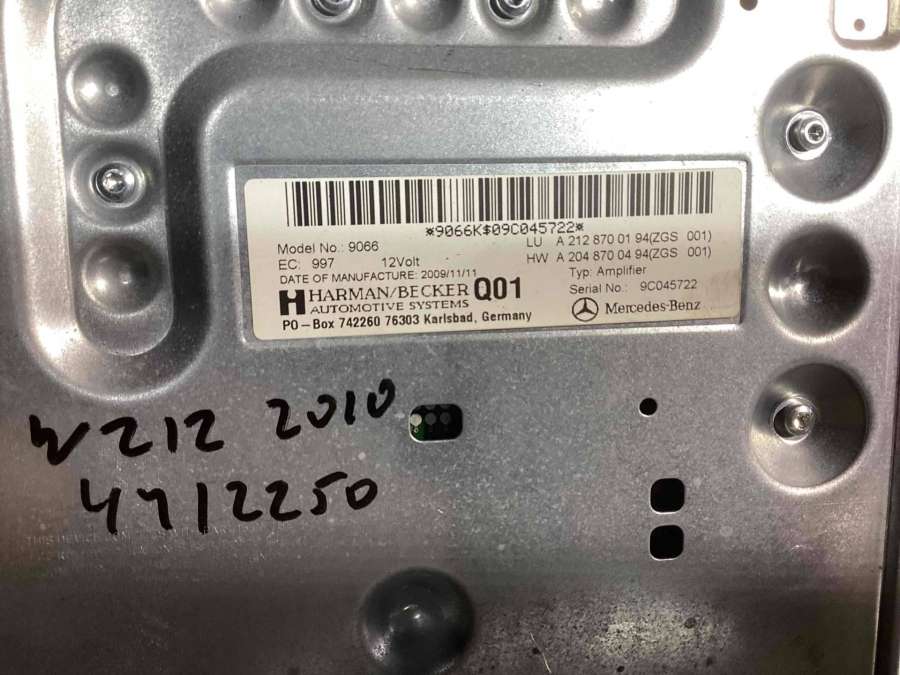 *9066K$09C045722*
Model No.: 9066
LU A 212 870 01 94(ZGS 001)
EC: 997 12Volt
HW A 204 870 04 94(ZGS 001)
DATE OF MANUFACTURE: 2009/11/11
Typ: Amplifier
HARMAN/BECKER Q01
AUTOMOTIVE SYSTEMS
Serial No.: 9C045722
PO-Box 742260 76303 Karlsbad, Germany
Mercedes-Benz
W212 2010
THIS DEVICE